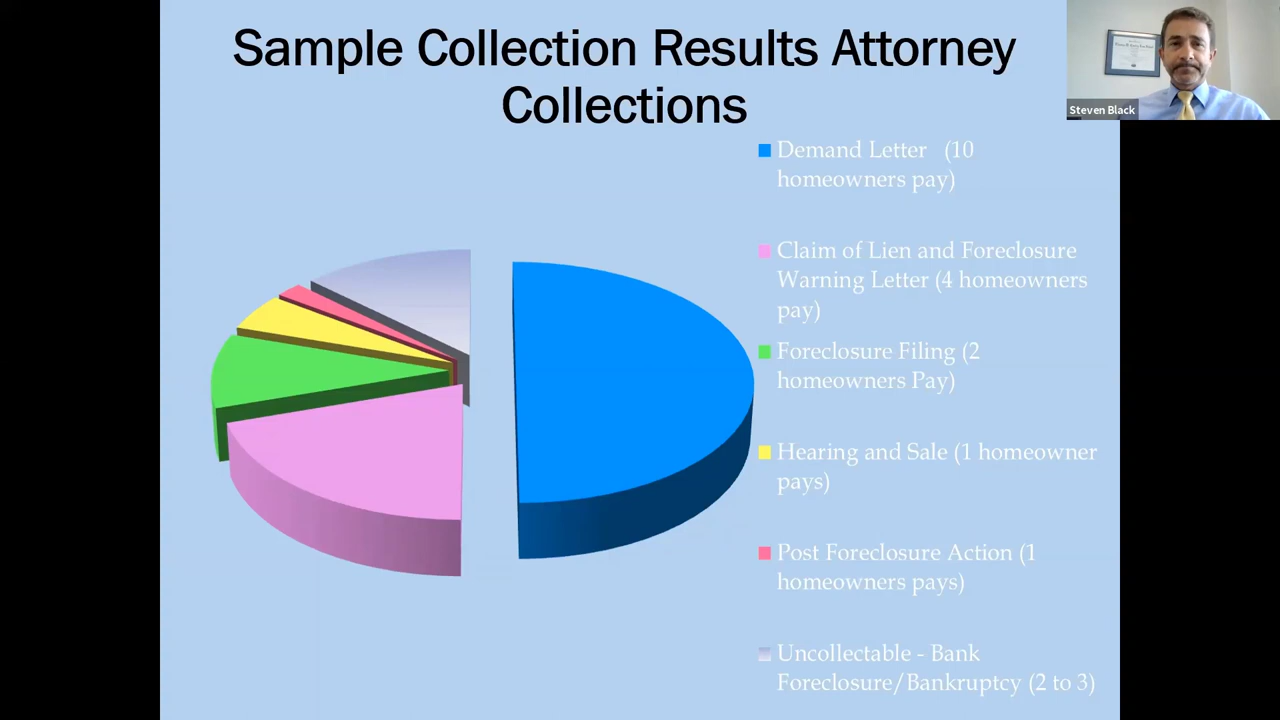 Sample Collection Results Attorney
Collections
Steven Black
Demand Letter (10
homeowners pay)
Claim of Lien and Foreclosure
Warning Letter (4 homeowners
pay)
Foreclosure Filing (2
homeowners Pay)
Hearing and Sale (1 homeowner
pays)
Post Foreclosure Action (1
homeowners pays)
Uncollectable - Bank
Foreclosure/Bankruptcy (2 to 3)